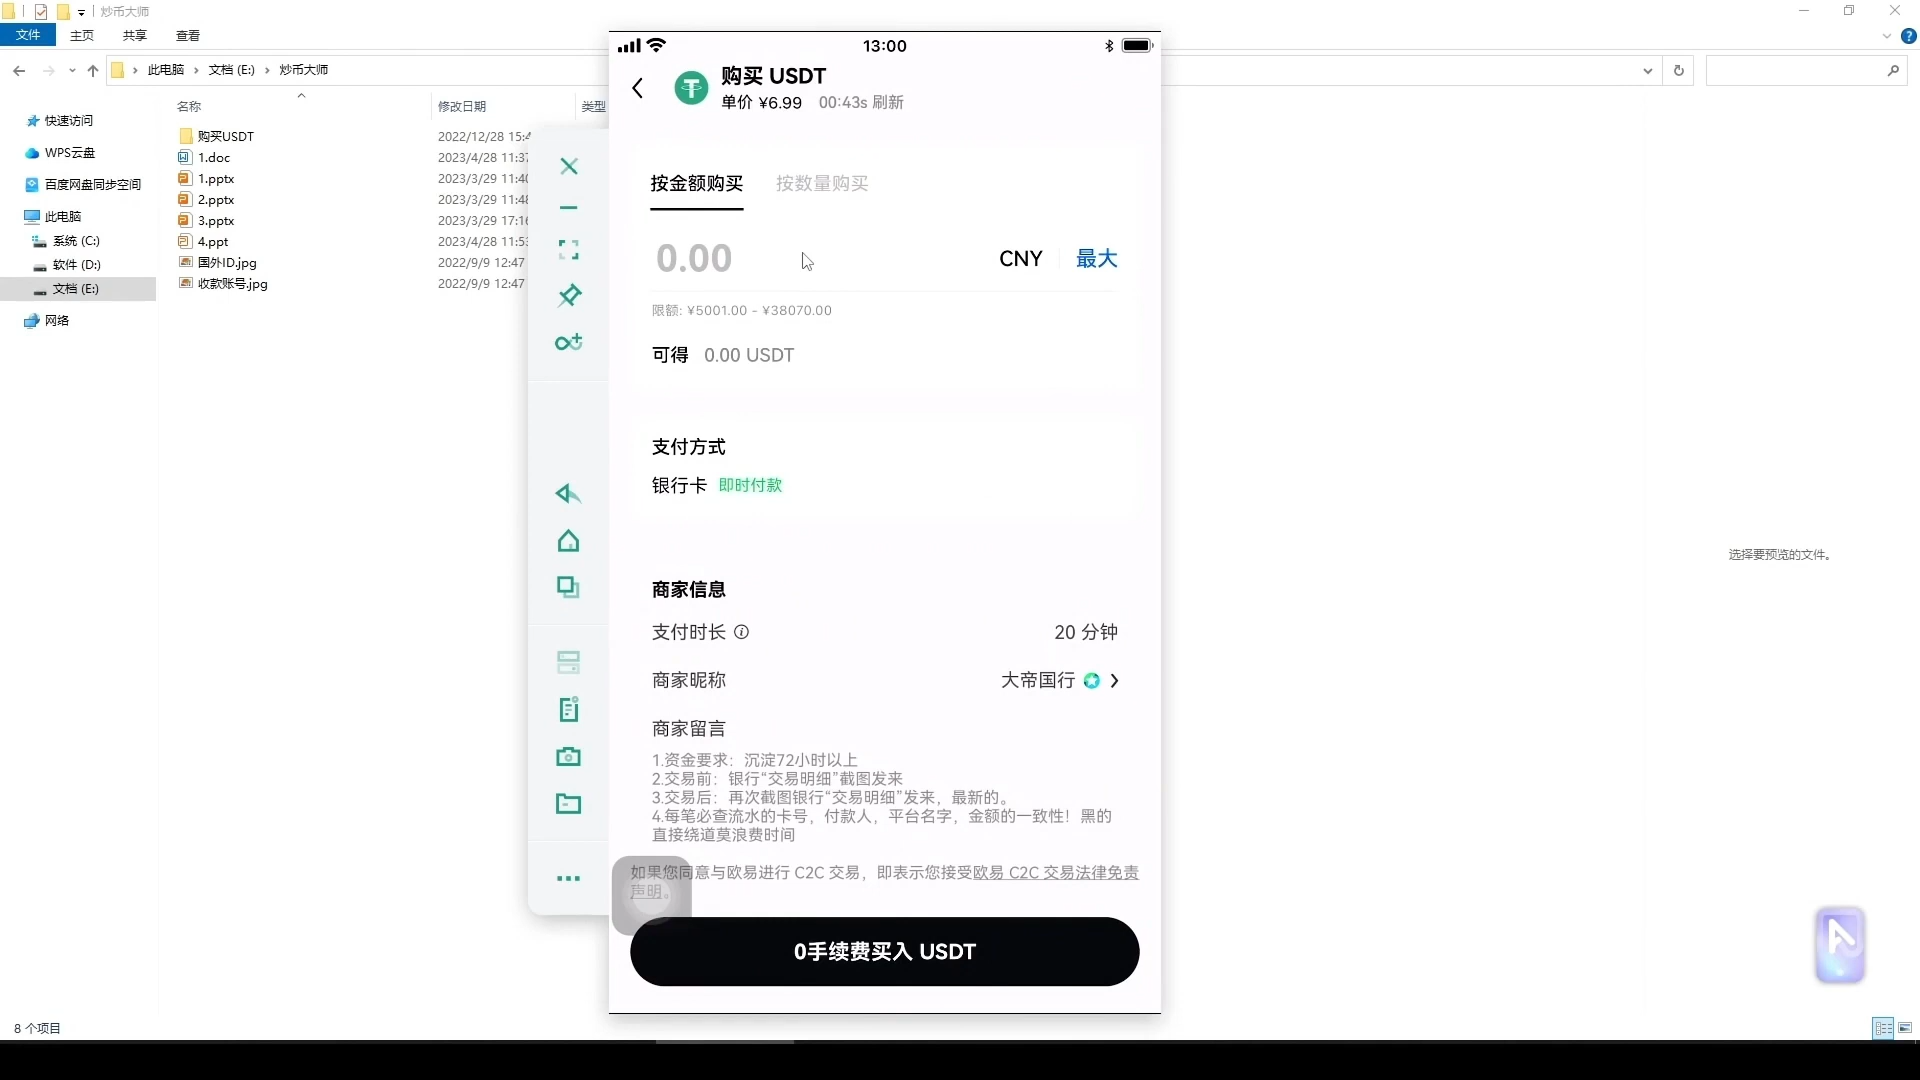 炒币大师
文件 主页 共享 查看
此电脑 文档 (E:) 炒币大师
名称 修改日期 类型
快速访问
WPS云盘
百度网盘同步空间
此电脑
系统 (C:)
软件 (D:)
文档 (E:)
网络
购买USDT 2022/12/28 15:4
1.doc 2023/4/28 11:37
1.pptx 2023/3/29 11:40
2.pptx 2023/3/29 11:48
3.pptx 2023/3/29 17:16
4.ppt 2023/4/28 11:53
国外ID.jpg 2022/9/9 12:47
收款账号.jpg 2022/9/9 12:47
13:00
购买 USDT
单价 ¥6.99 00:43s 刷新
按金额购买 按数量购买
0.00 CNY 最大
限额: ¥5001.00 - ¥38070.00
可得 0.00 USDT
支付方式
银行卡 即时付款
商家信息
支付时长 20 分钟
商家昵称 大帝国行
商家留言
1.资金要求：沉淀72小时以上
2.交易前：银行“交易明细”截图发来
3.交易后：再次截图银行“交易明细”发来，最新的。
4.每笔必查流水的卡号，付款人，平台名字，金额的一致性！黑的
直接绕道莫浪费时间
如果您同意与欧易进行 C2C 交易，即表示您接受欧易 C2C 交易法律免责
声明。
0手续费买入 USDT
选择要预览的文件。
8 个项目